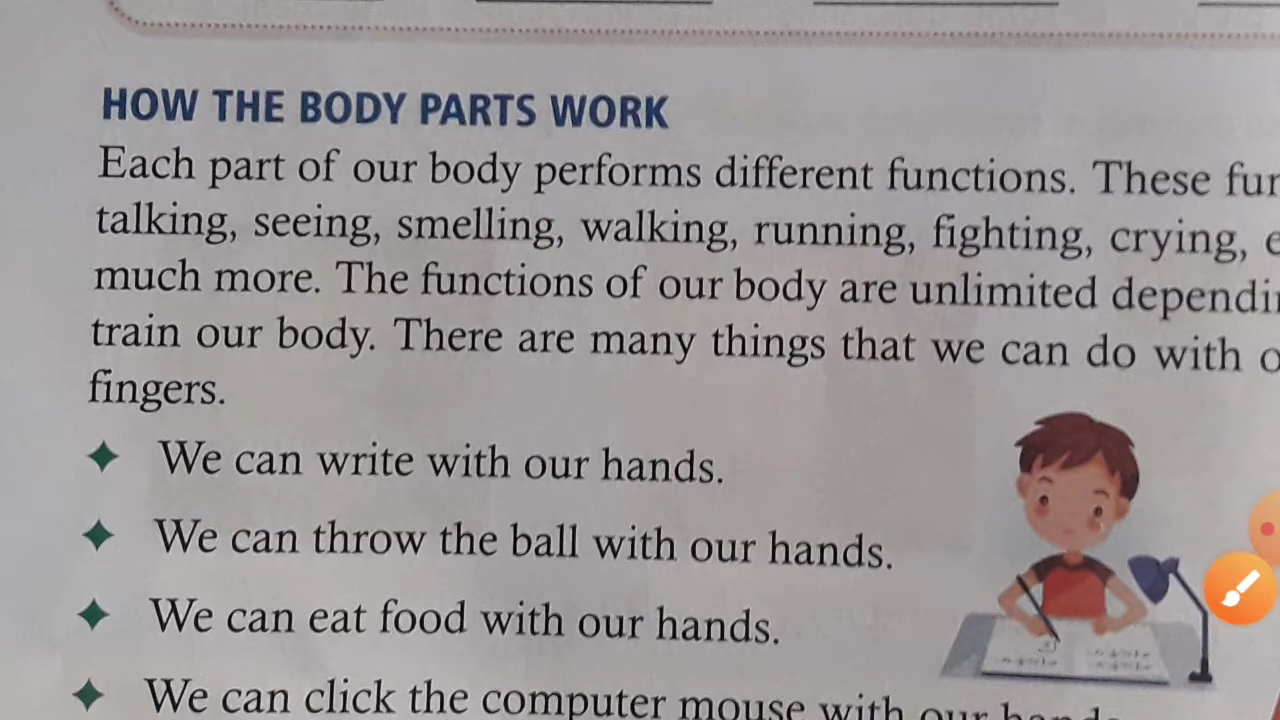 HOW THE BODY PARTS WORK
Each part of our body performs different functions. These
talking, seeing, smelling, walking, running, fighting, crying,
much more. The functions of our body are unlimited
train our body. There are many things that we can do with
fingers.
✦ We can write with our hands.
✦ We can throw the ball with our hands.
✦ We can eat food with our hands.
✦ We can click the computer mouse with our hands.